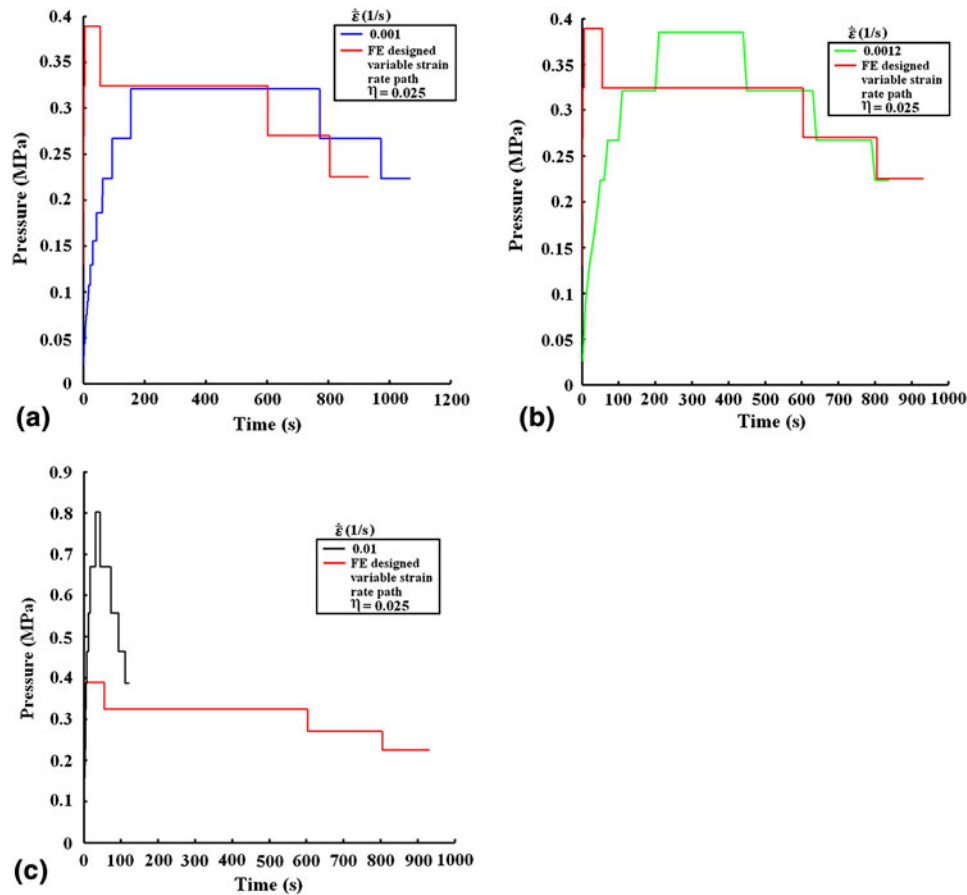 0.4
0.35
0.3
0.25
0.2
0.15
0.1
0.05
0
Pressure (MPa)
0 200 400 600 800 1000 1200
Time (s)
ε̇ (1/s)
0.001
FE designed
variable strain
rate path
η = 0.025
(a)
0.4
0.35
0.3
0.25
0.2
0.15
0.1
0.05
0
Pressure (MPa)
0 100 200 300 400 500 600 700 800 900 1000
Time (s)
ε̇ (1/s)
0.0012
FE designed
variable strain
rate path
η = 0.025
(b)
0.9
0.8
0.7
0.6
0.5
0.4
0.3
0.2
0.1
0
Pressure (MPa)
0 100 200 300 400 500 600 700 800 900 1000
Time (s)
ε̇ (1/s)
0.01
FE designed
variable strain
rate path
η = 0.025
(c)